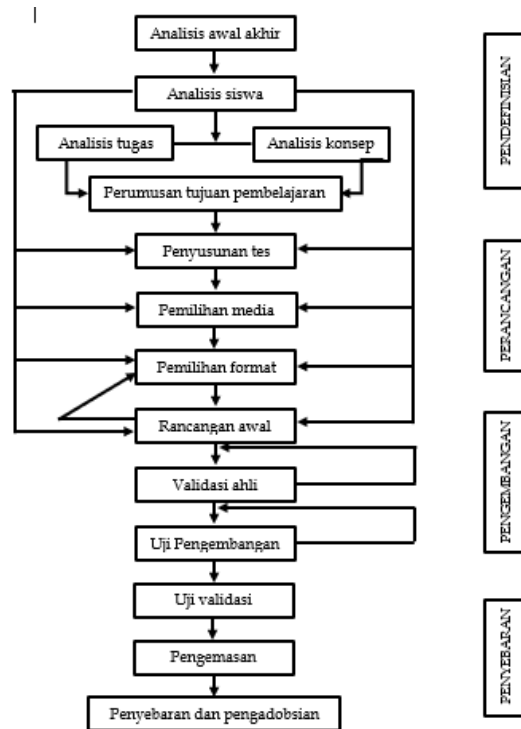 Analisis awal akhir
Analisis siswa
Analisis tugas
Analisis konsep
Perumusan tujuan pembelajaran
Penyusunan tes
Pemilihan media
Pemilihan format
Rancangan awal
Validasi ahli
Uji Pengembangan
Uji validasi
Pengemasan
Penyebaran dan pengadobsian
PENDEFINISIAN
PERANCANGAN
PENGEMBANGAN
PENYEBARAN